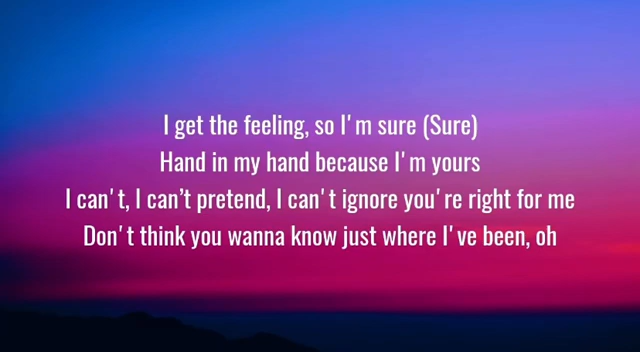 I get the feeling, so I'm sure (Sure)
Hand in my hand because I'm yours
I can't, I can’t pretend, I can't ignore you're right for me
Don't think you wanna know just where I've been, oh